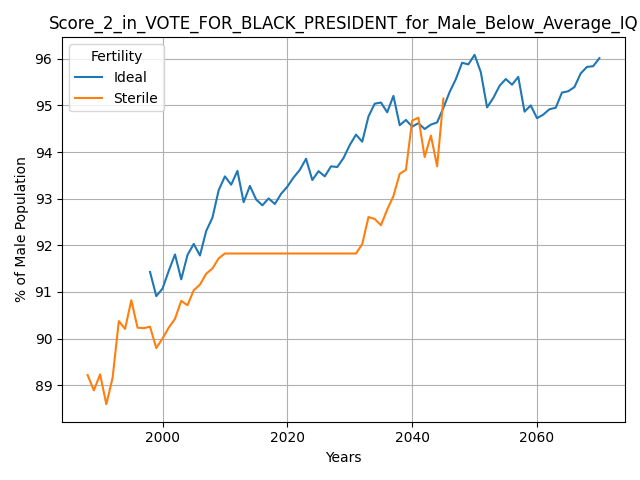 Score_2_in_VOTE_FOR_BLACK_PRESIDENT_for_Male_Below_Average_IQ
Fertility
Ideal
Sterile
% of Male Population
96
95
94
93
92
91
90
89
2000 2020 2040 2060
Years